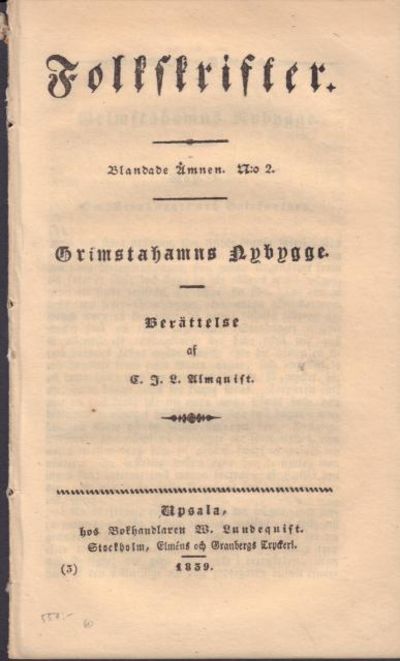 Folkskrifter.
Blandade Ämnen. N:o 2.
Grimstahamns Nybygge.
Berättelse
af
C. J. L. Almquist.
Upsala,
hos Bokhandlaren W. Lundequist.
Stockholm, Elméns och Granbergs Tryckeri.
(3) 1839.
550:-